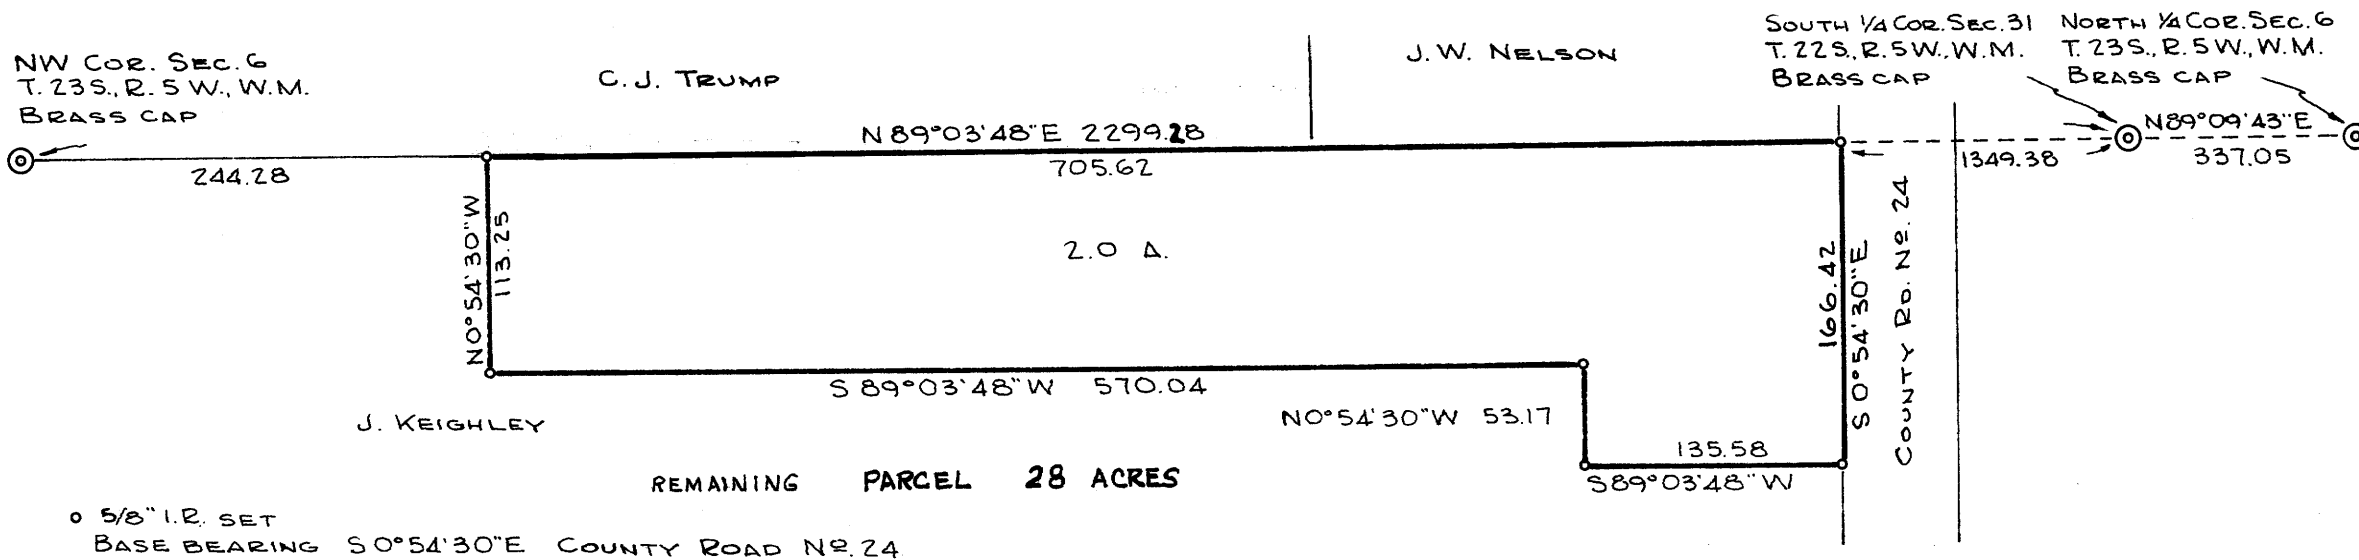 NW COR. SEC. 6
T. 23 S., R. 5 W., W.M.
BRASS CAP
C. J. TRUMP
J. W. NELSON
SOUTH 1/4 COR. SEC. 31
T. 22 S., R. 5 W., W.M.
BRASS CAP
NORTH 1/4 COR. SEC. 6
T. 23 S., R. 5 W., W.M.
BRASS CAP
N 89°03'48"E 2299.28
N89°09'43"E
244.28
705.62
1349.38
337.05
N0°54'30"W
113.25
2.0 A.
166.42
S 0°54'30"E
COUNTY RD. No. 24
S 89°03'48"W 570.04
J. KEIGHLEY
N0°54'30"W 53.17
135.58
S89°03'48"W
REMAINING PARCEL 28 ACRES
5/8" I.R. SET
BASE BEARING S 0°54'30"E COUNTY ROAD No. 24